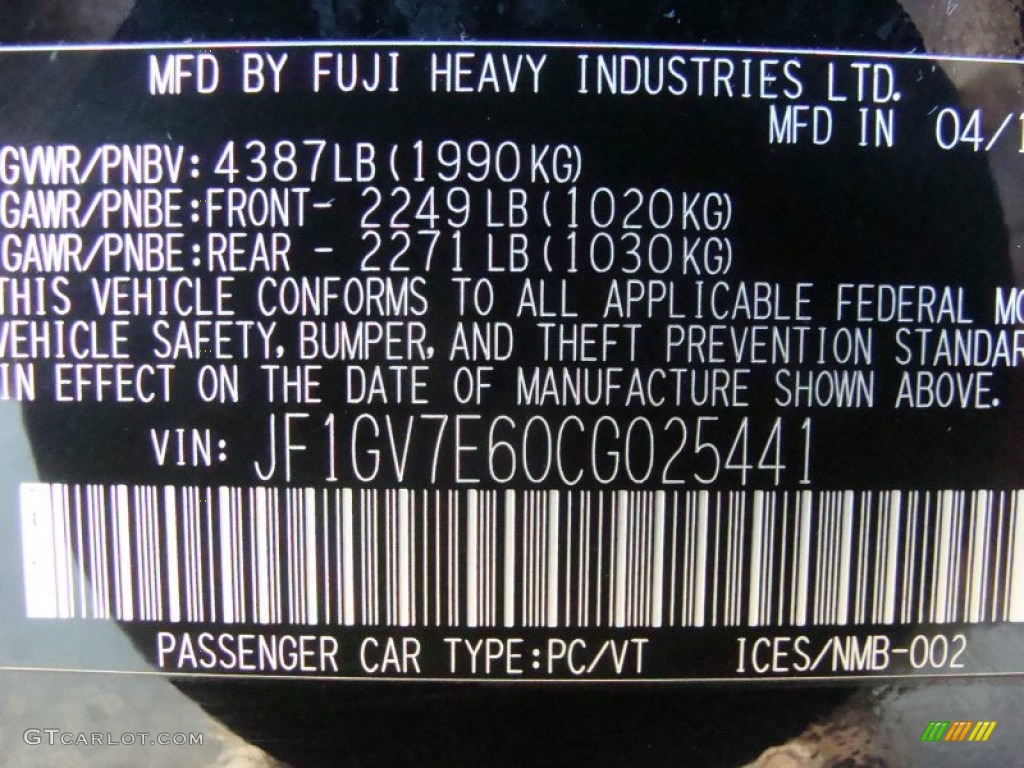 MFD BY FUJI HEAVY INDUSTRIES LTD.
MFD IN 04/1
GVWR/PNBV: 4387LB (1990KG)
GAWR/PNBE:FRONT- 2249 LB (1020KG)
GAWR/PNBE:REAR - 2271 LB (1030KG)
THIS VEHICLE CONFORMS TO ALL APPLICABLE FEDERAL MO
VEHICLE SAFETY, BUMPER, AND THEFT PREVENTION STANDAR
IN EFFECT ON THE DATE OF MANUFACTURE SHOWN ABOVE.
VIN: JF1GV7E60CG025441
PASSENGER CAR TYPE:PC/VT ICES/NMB-002
GTCARLOT.COM